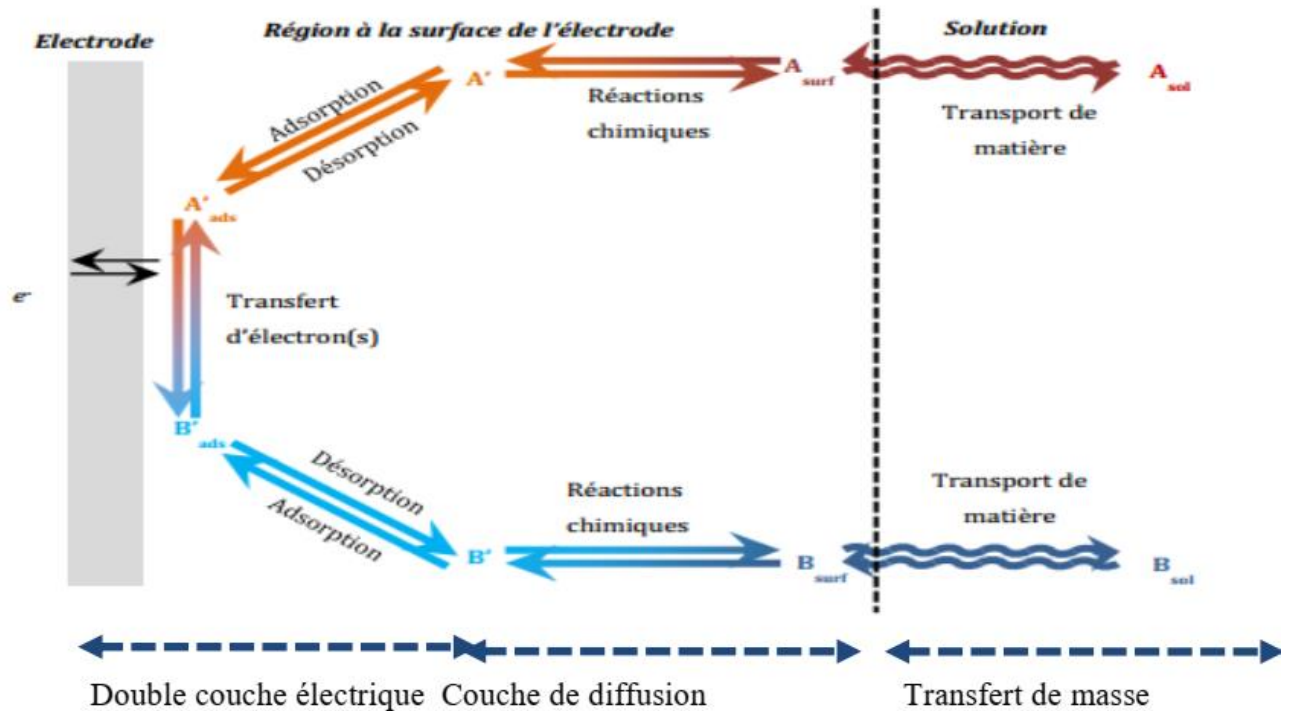 Electrode
Région à la surface de l'électrode
Solution
A'
A surf
A sol
Adsorption
Désorption
Réactions
chimiques
Transport de
matière
A' ads
e-
Transfert
d'électron(s)
B' ads
Désorption
Adsorption
Réactions
chimiques
Transport de
matière
B'
B surf
B sol
Double couche électrique
Couche de diffusion
Transfert de masse